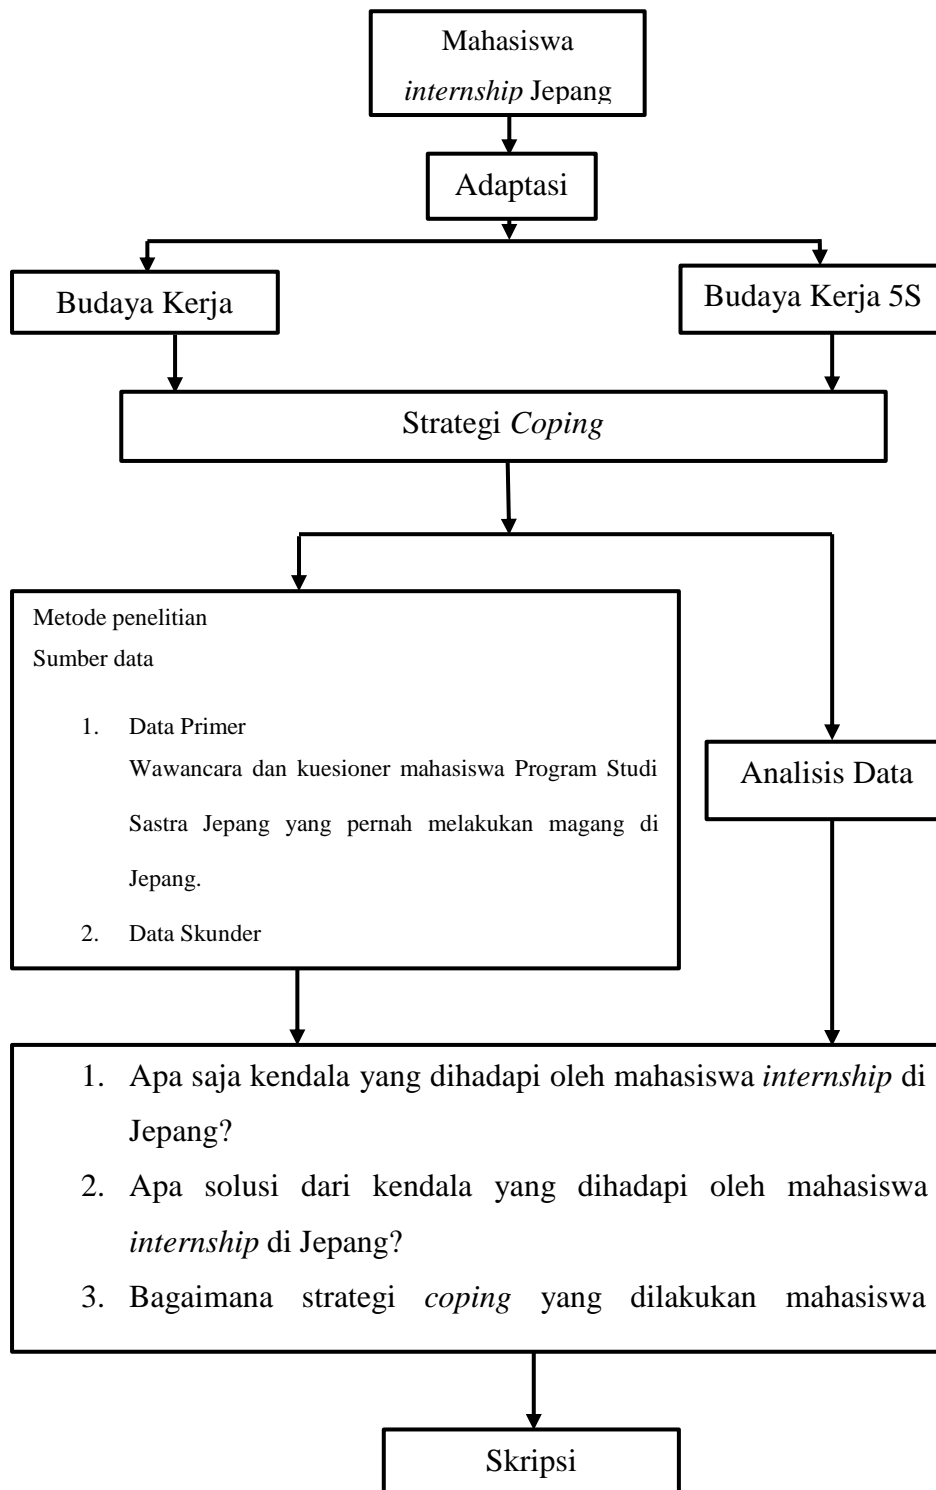 Mahasiswa
internship Jepang
Adaptasi
Budaya Kerja
Budaya Kerja 5S
Strategi Coping
Metode penelitian
Sumber data
1. Data Primer
Wawancara dan kuesioner mahasiswa Program Studi
Sastra Jepang yang pernah melakukan magang di
Jepang.
2. Data Skunder
Analisis Data
1. Apa saja kendala yang dihadapi oleh mahasiswa internship di
Jepang?
2. Apa solusi dari kendala yang dihadapi oleh mahasiswa
internship di Jepang?
3. Bagaimana strategi coping yang dilakukan mahasiswa
Skripsi